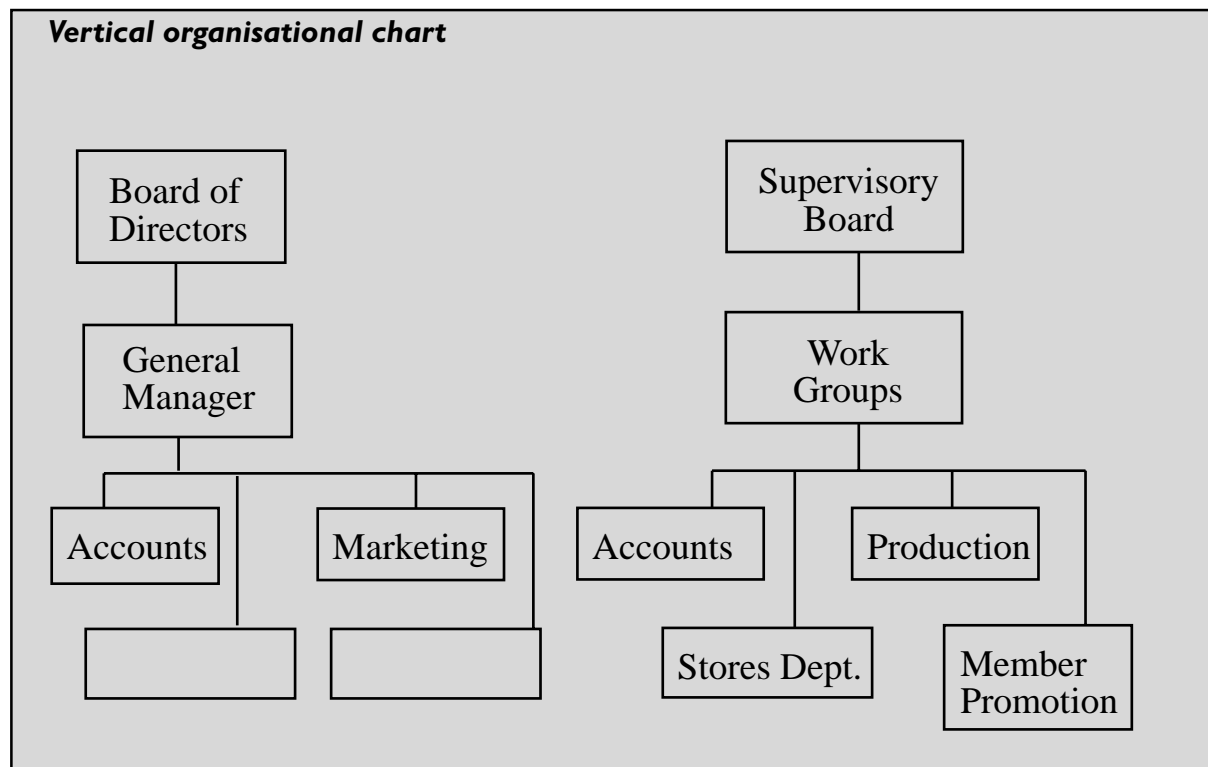 Vertical organisational chart
Board of
Directors
General
Manager
Accounts
Marketing
Supervisory
Board
Work
Groups
Accounts
Production
Stores Dept.
Member
Promotion